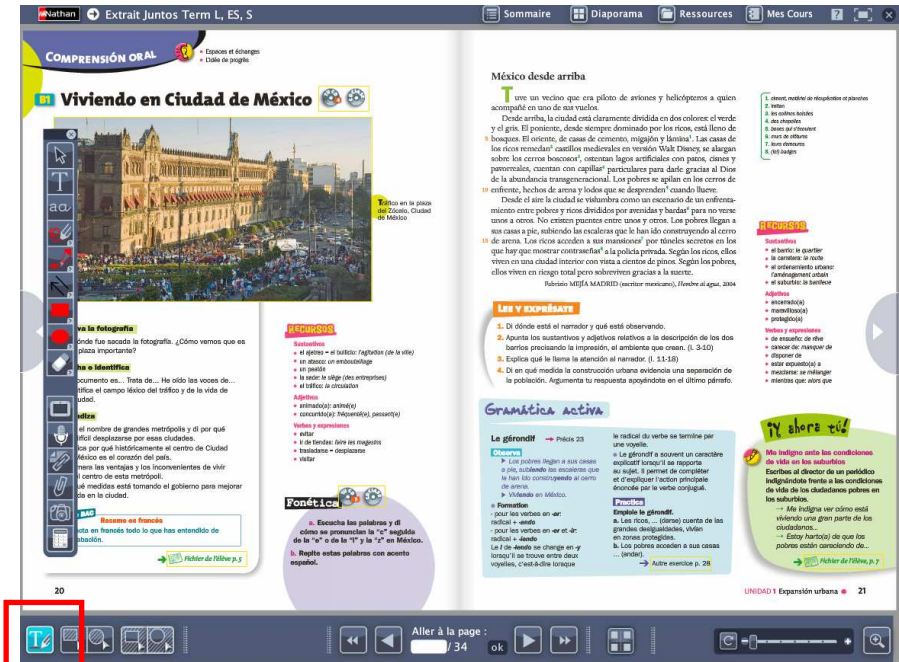 Nathan
Extrait Juntos Term L, ES, S
Sommaire
Diaporama
Ressources
Mes Cours
?
COMPRENSIÓN ORAL
• Espaces et échanges
• L'idée de progrès
B1 Viviendo en Ciudad de México
Tráfico en la plaza
del Zócalo, Ciudad
de México
T
aa
va la fotografía
ónde fue sacada la fotografía. ¿Cómo vemos que es
plaza importante?
ha e identifica
ocumento es... Trata de... He oído las voces de...
tifica el campo léxico del tráfico y de la vida de
udad.
ndiza
el nombre de grandes metrópolis y di por qué
ifícil desplazarse por esas ciudades.
ica por qué históricamente el centro de Ciudad
México es el corazón del país.
mera las ventajas y los inconvenientes de vivir
l centro de esta metrópoli.
ué medidas está tomando el gobierno para mejorar
da en la ciudad.
BAC
Resume en francés
cta en francés todo lo que has entendido de
abación.
Fichier de l'élève p. 5
RECURSOS
Sustantivos
• el ajetreo = el bullicio: l'agitation (de la ville)
• un atasco: un embouteillage
• un peatón
• la sede: le siège (des entreprises)
• el tráfico: la circulation
Adjetivos
• animado(a): animé(e)
• concurrido(a): fréquenté(e), passant(e)
Verbos y expresiones
• evitar
• ir de tiendas: faire les magasins
• trasladarse = desplazarse
• visitar
Fonética
a. Escucha las palabras y di
cómo se pronuncian la "c" seguida
de la "e" o de la "i" y la "z" en México.
b. Repite estas palabras con acento
español.
20
México desde arriba
Tuve un vecino que era piloto de aviones y helicópteros a quien
acompañé en uno de sus vuelos.
Desde arriba, la ciudad está claramente dividida en dos colores: el verde
y el gris. El poniente, desde siempre dominado por los ricos, está lleno de
5 bosques. El oriente, de casas de cemento, migajón y lámina¹. Las casas de
los ricos remedan² castillos medievales en versión Walt Disney, se alargan
sobre los cerros boscosos³, ostentan lagos artificiales con patos, cisnes y
pavorreales, cuentan con capillas⁴ particulares para darle gracias al Dios
de la abundancia transgeneracional. Los pobres se apilan en los cerros de
10 enfrente, hechos de arena y lodos que se desprenden⁵ cuando llueve.
Desde el aire la ciudad se vislumbra como un escenario de un enfrenta-
miento entre pobres y ricos divididos por avenidas y bardas⁶ para no verse
unos a otros. No existen puentes entre unos y otros. Los pobres llegan a
sus casas a pie, subiendo las escaleras que le han ido construyendo al cerro
15 de arena. Los ricos acceden a sus mansiones⁷ por túneles secretos en los
que hay que mostrar contraseñas⁸ a la policía privada. Según los ricos, ellos
viven en una ciudad interior con vista a cientos de pinos. Según los pobres,
ellos viven en riesgo total pero sobreviven gracias a la suerte.
Fabrizio MEJÍA MADRID (escritor mexicano), Hombre al agua, 2004
1. ciment, matériel de récupération et planches
2. imitan
3. les collines boisées
4. des chapelles
5. boues qui s'écoulent
6. murs de clôture
7. leurs demeures
8. (ici) badges
LEE Y EXPRÉSATE
1. Di dónde está el narrador y qué está observando.
2. Apunta los sustantivos y adjetivos relativos a la descripción de los dos
barrios precisando la impresión, el ambiente que crean. (l. 3-10)
3. Explica qué le llama la atención al narrador. (l. 11-18)
4. Di en qué medida la construcción urbana evidencia una separación de
la población. Argumenta tu respuesta apoyándote en el último párrafo.
RECURSOS
Sustantivos
• el barrio: le quartier
• la carretera: la route
• el ordenamiento urbano:
l'aménagement urbain
• el suburbio: la banlieue
Adjetivos
• encerrado(a)
• maravilloso(a)
• protegido(a)
Verbos y expresiones
• de ensueño: de rêve
• carecer de: manquer de
• disponer de
• estar expuesto(a) a
• mezclarse: se mélanger
• mientras que: alors que
Gramática activa
Le gérondif → Précis 23
Observa
▶ Los pobres llegan a sus casas
a pie, subiendo las escaleras que
le han ido construyendo al cerro
de arena.
▶ Viviendo en México.
• Formation
- pour les verbes en -ar:
radical + -ando
- pour les verbes en -er et -ir:
radical + -iendo
Le i de -iendo se change en -y
lorsqu'il se trouve entre deux
voyelles, c'est-à-dire lorsque
le radical du verbe se termine par
une voyelle.
• Le gérondif a souvent un caractère
explicatif lorsqu'il se rapporte
au sujet. Il permet de compléter
et d'expliquer l'action principale
énoncée par le verbe conjugué.
Practica
Emploie le gérondif.
a. Los ricos, ... (darse) cuenta de las
grandes desigualdades, vivían
en zonas protegidas.
b. Los pobres acceden a sus casas
... (andar).
→ Autre exercice p. 28
¡Y ahora tú!
Me indigno ante las condiciones
de vida en los suburbios
Escribes al director de un periódico
indignándote frente a las condiciones
de vida de los ciudadanos pobres en
los suburbios.
→ Me indigna ver cómo está
viviendo una gran parte de los
ciudadanos...
→ Estoy harto(a) de que los
pobres están careciendo de...
Fichier de l'élève, p. 7
UNIDAD 1 Expansión urbana • 21
T
Aller à la page :
/ 34
ok